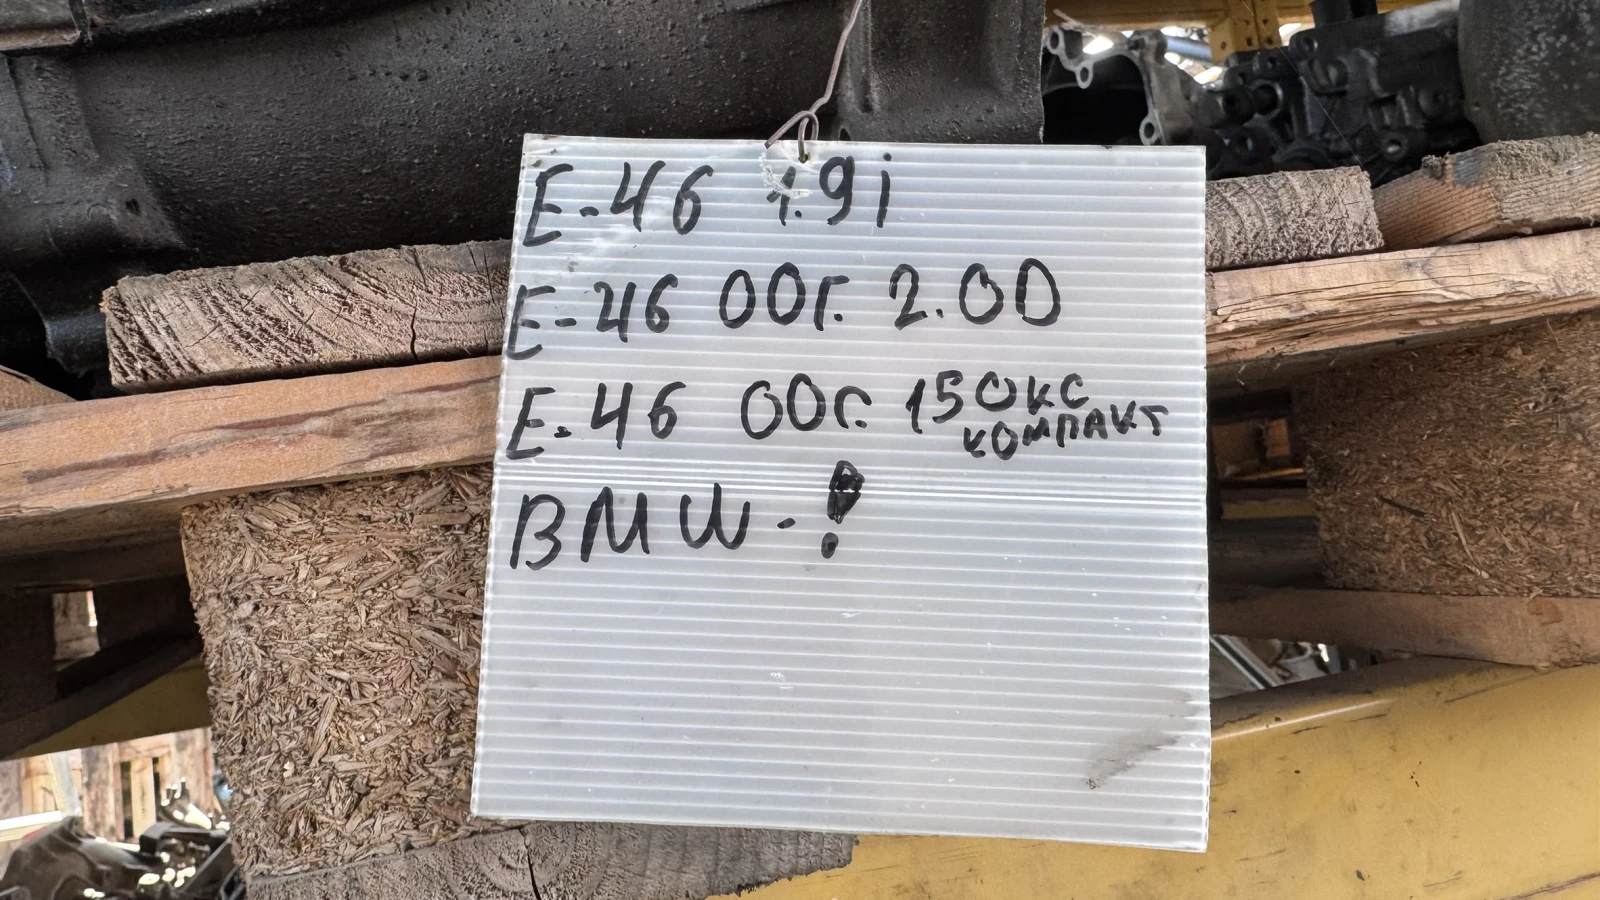 E-46 1.9i
E-46 00г. 2.0D
E-46 00г. 150кс
компакт
BMW - !